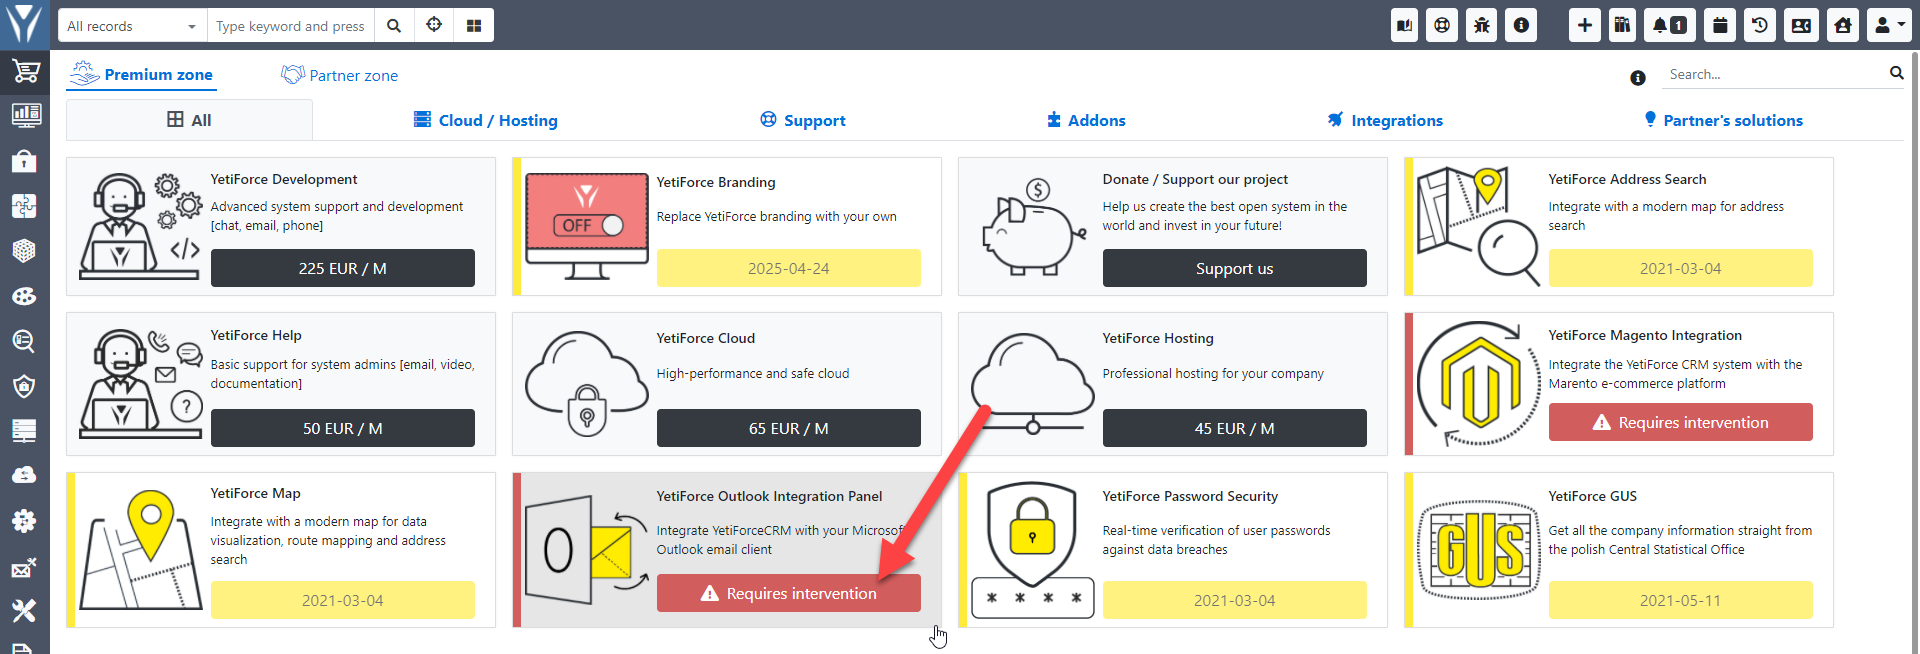 All records
Type keyword and press
1
Premium zone
Partner zone
Search...
All
Cloud / Hosting
Support
Addons
Integrations
Partner's solutions
YetiForce Development
Advanced system support and development
[chat, email, phone]
225 EUR / M
OFF
YetiForce Branding
Replace YetiForce branding with your own
2025-04-24
Donate / Support our project
Help us create the best open system in the
world and invest in your future!
Support us
YetiForce Address Search
Integrate with a modern map for address
search
2021-03-04
YetiForce Help
Basic support for system admins [email, video,
documentation]
50 EUR / M
YetiForce Cloud
High-performance and safe cloud
65 EUR / M
YetiForce Hosting
Professional hosting for your company
45 EUR / M
YetiForce Magento Integration
Integrate the YetiForce CRM system with the
Marento e-commerce platform
Requires intervention
YetiForce Map
Integrate with a modern map for data
visualization, route mapping and address
search
2021-03-04
O
YetiForce Outlook Integration Panel
Integrate YetiForceCRM with your Microsoft
Outlook email client
Requires intervention
* * * *
YetiForce Password Security
Real-time verification of user passwords
against data breaches
2021-03-04
GUS
YetiForce GUS
Get all the company information straight from
the polish Central Statistical Office
2021-05-11